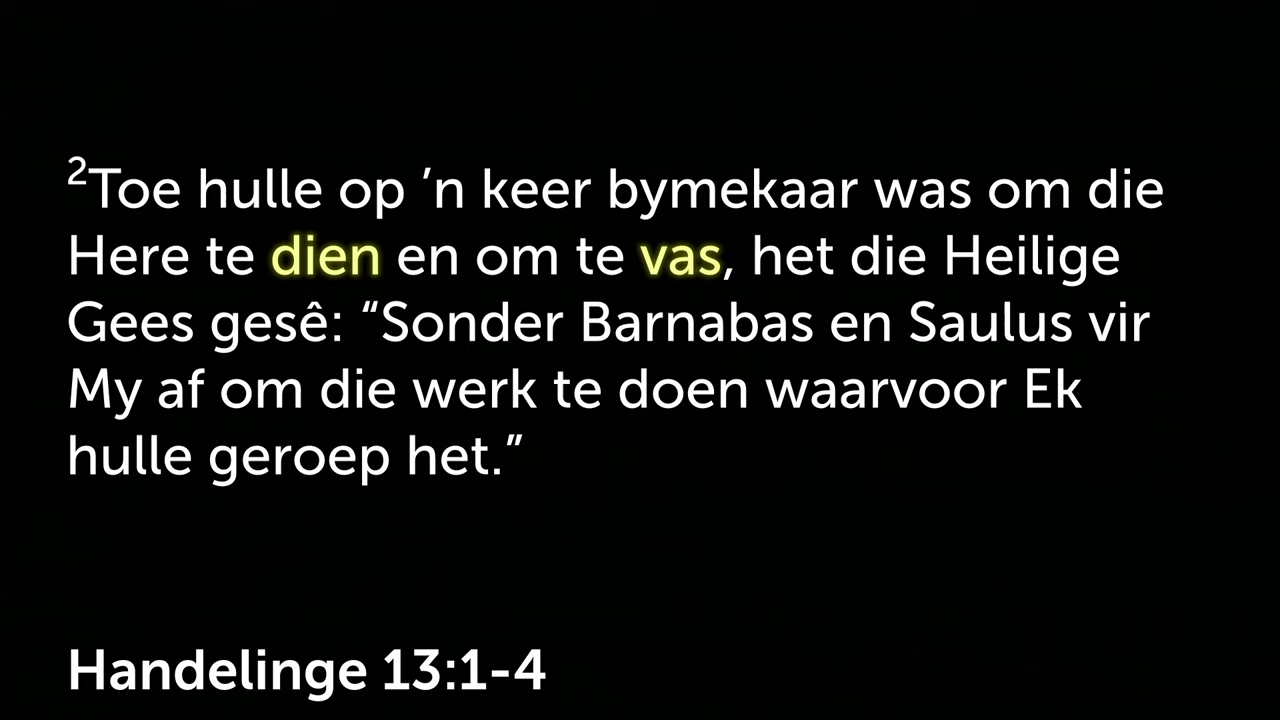 ²Toe hulle op ’n keer bymekaar was om die
Here te dien en om te vas, het die Heilige
Gees gesê: “Sonder Barnabas en Saulus vir
My af om die werk te doen waarvoor Ek
hulle geroep het.”
Handelinge 13:1-4